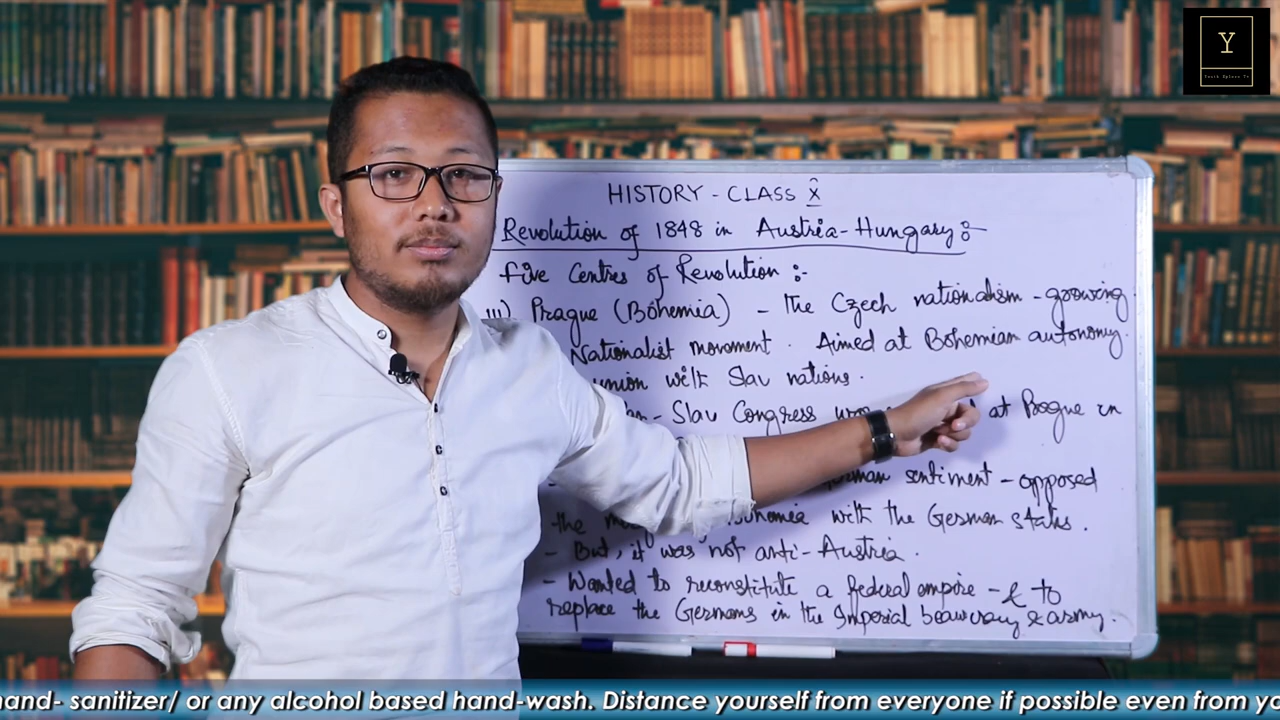 Y
HISTORY - CLASS X
Revolution of 1848 in Austria-Hungary :-
Five Centres of Revolution :-
III) Prague (Bohemia) - the Czech nationalism - growing
Nationalist movement. Aimed at Bohemian autonomy.
union with Slav nations.
- Slav Congress at Prague in
sentiment - opposed
the Bohemia with the German states.
- But, it was not anti-Austria.
- Wanted to reconstitute a federal empire - & to
replace the Germans in the Imperial beaucracy & army.
hand- sanitizer/ or any alcohol based hand-wash. Distance yourself from everyone if possible even from yo